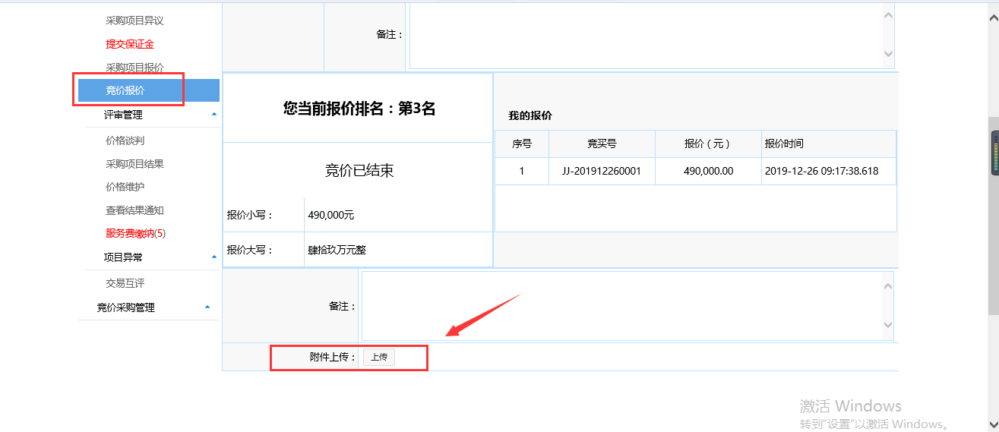 采购项目异议
提交保证金
采购项目报价
竞价报价
评审管理
价格谈判
采购项目结果
价格维护
查看结果通知
服务费缴纳(5)
项目异常
交易互评
竞价采购管理
备注：
您当前报价排名：第3名
竞价已结束
报价小写： 490,000元
报价大写： 肆拾玖万元整
我的报价
序号 竞买号 报价（元） 报价时间
1 JJ-201912260001 490,000.00 2019-12-26 09:17:38.618
备注：
附件上传： 上传
激活 Windows
转到"设置"以激活 Windows。